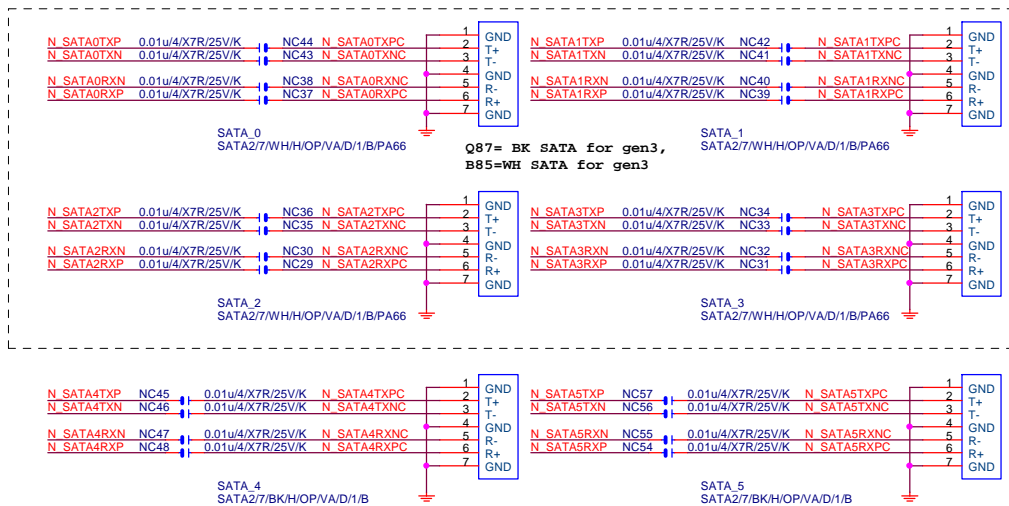 1 GND 1 GND
N_SATA0TXP 0.01u/4/X7R/25V/K NC44 N_SATA0TXPC 2 T+ N_SATA1TXP 0.01u/4/X7R/25V/K NC42 N_SATA1TXPC 2 T+
N_SATA0TXN 0.01u/4/X7R/25V/K NC43 N_SATA0TXNC 3 T- N_SATA1TXN 0.01u/4/X7R/25V/K NC41 N_SATA1TXNC 3 T-
4 GND 4 GND
N_SATA0RXN 0.01u/4/X7R/25V/K NC38 N_SATA0RXNC 5 R- N_SATA1RXN 0.01u/4/X7R/25V/K NC40 N_SATA1RXNC 5 R-
N_SATA0RXP 0.01u/4/X7R/25V/K NC37 N_SATA0RXPC 6 R+ N_SATA1RXP 0.01u/4/X7R/25V/K NC39 N_SATA1RXPC 6 R+
7 GND 7 GND
SATA_0 SATA_1
SATA2/7/WH/H/OP/VA/D/1/B/PA66 SATA2/7/WH/H/OP/VA/D/1/B/PA66
Q87= BK SATA for gen3,
B85=WH SATA for gen3
1 GND 1 GND
N_SATA2TXP 0.01u/4/X7R/25V/K NC36 N_SATA2TXPC 2 T+ N_SATA3TXP 0.01u/4/X7R/25V/K NC34 N_SATA3TXPC 2 T+
N_SATA2TXN 0.01u/4/X7R/25V/K NC35 N_SATA2TXNC 3 T- N_SATA3TXN 0.01u/4/X7R/25V/K NC33 N_SATA3TXNC 3 T-
4 GND 4 GND
N_SATA2RXN 0.01u/4/X7R/25V/K NC30 N_SATA2RXNC 5 R- N_SATA3RXN 0.01u/4/X7R/25V/K NC32 N_SATA3RXNC 5 R-
N_SATA2RXP 0.01u/4/X7R/25V/K NC29 N_SATA2RXPC 6 R+ N_SATA3RXP 0.01u/4/X7R/25V/K NC31 N_SATA3RXPC 6 R+
7 GND 7 GND
SATA_2 SATA_3
SATA2/7/WH/H/OP/VA/D/1/B/PA66 SATA2/7/WH/H/OP/VA/D/1/B/PA66
1 GND 1 GND
N_SATA4TXP NC45 0.01u/4/X7R/25V/K N_SATA4TXPC 2 T+ N_SATA5TXP NC57 0.01u/4/X7R/25V/K N_SATA5TXPC 2 T+
N_SATA4TXN NC46 0.01u/4/X7R/25V/K N_SATA4TXNC 3 T- N_SATA5TXN NC56 0.01u/4/X7R/25V/K N_SATA5TXNC 3 T-
4 GND 4 GND
N_SATA4RXN NC47 0.01u/4/X7R/25V/K N_SATA4RXNC 5 R- N_SATA5RXN NC55 0.01u/4/X7R/25V/K N_SATA5RXNC 5 R-
N_SATA4RXP NC48 0.01u/4/X7R/25V/K N_SATA4RXPC 6 R+ N_SATA5RXP NC54 0.01u/4/X7R/25V/K N_SATA5RXPC 6 R+
7 GND 7 GND
SATA_4 SATA_5
SATA2/7/BK/H/OP/VA/D/1/B SATA2/7/BK/H/OP/VA/D/1/B